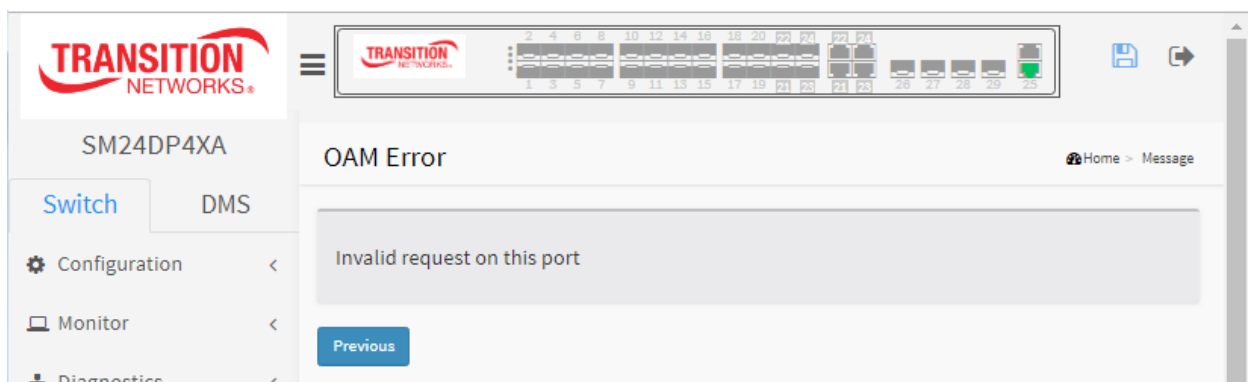 TRANSITION
NETWORKS®
TRANSITION
NETWORKS®
2 4 6 8 10 12 14 16 18 20 22 24 22 24
1 3 5 7 9 11 13 15 17 19 21 23 21 23 26 27 28 29 25
SM24DP4XA
Switch DMS
Configuration <
Monitor <
Diagnostics <
OAM Error
Home > Message
Invalid request on this port
Previous